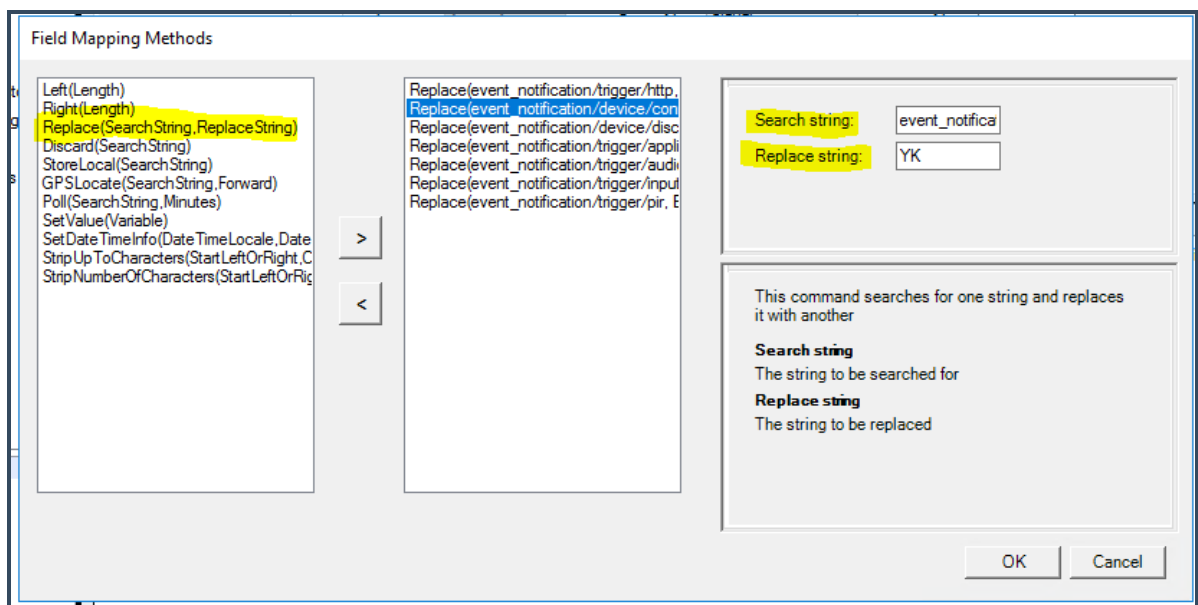 Field Mapping Methods
Left(Length)
Right(Length)
Replace(SearchString,ReplaceString)
Discard(SearchString)
StoreLocal(SearchString)
GPSLocate(SearchString,Forward)
Poll(SearchString,Minutes)
SetValue(Variable)
SetDateTimeInfo(DateTimeLocale,Date
StripUpToCharacters(StartLeftOrRight,C
StripNumberOfCharacters(StartLeftOrRig
>
<
Replace(event_notification/trigger/http,
Replace(event_notification/device/con
Replace(event_notification/device/disc
Replace(event_notification/trigger/appli
Replace(event_notification/trigger/audi
Replace(event_notification/trigger/input
Replace(event_notification/trigger/pir, E
Search string:
event_notifica
Replace string:
YK
This command searches for one string and replaces
it with another
Search string
The string to be searched for
Replace string
The string to be replaced
OK
Cancel